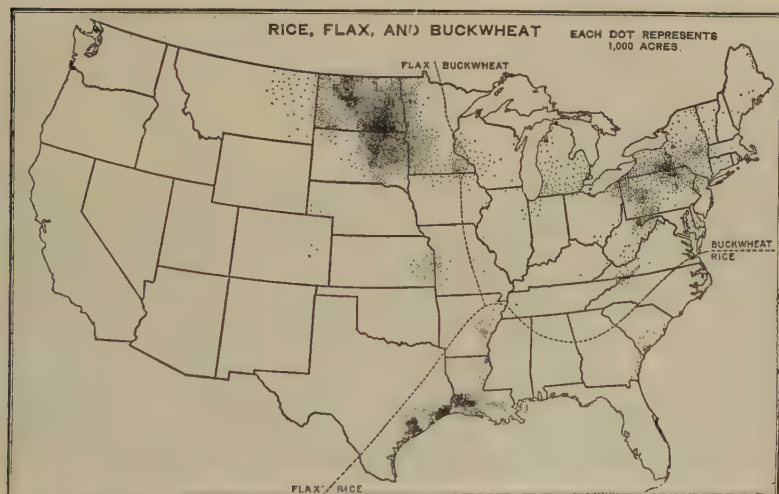 RICE, FLAX, AND BUCKWHEAT
EACH DOT REPRESENTS
1,000 ACRES.
FLAX BUCKWHEAT
BUCKWHEAT
RICE
FLAX RICE